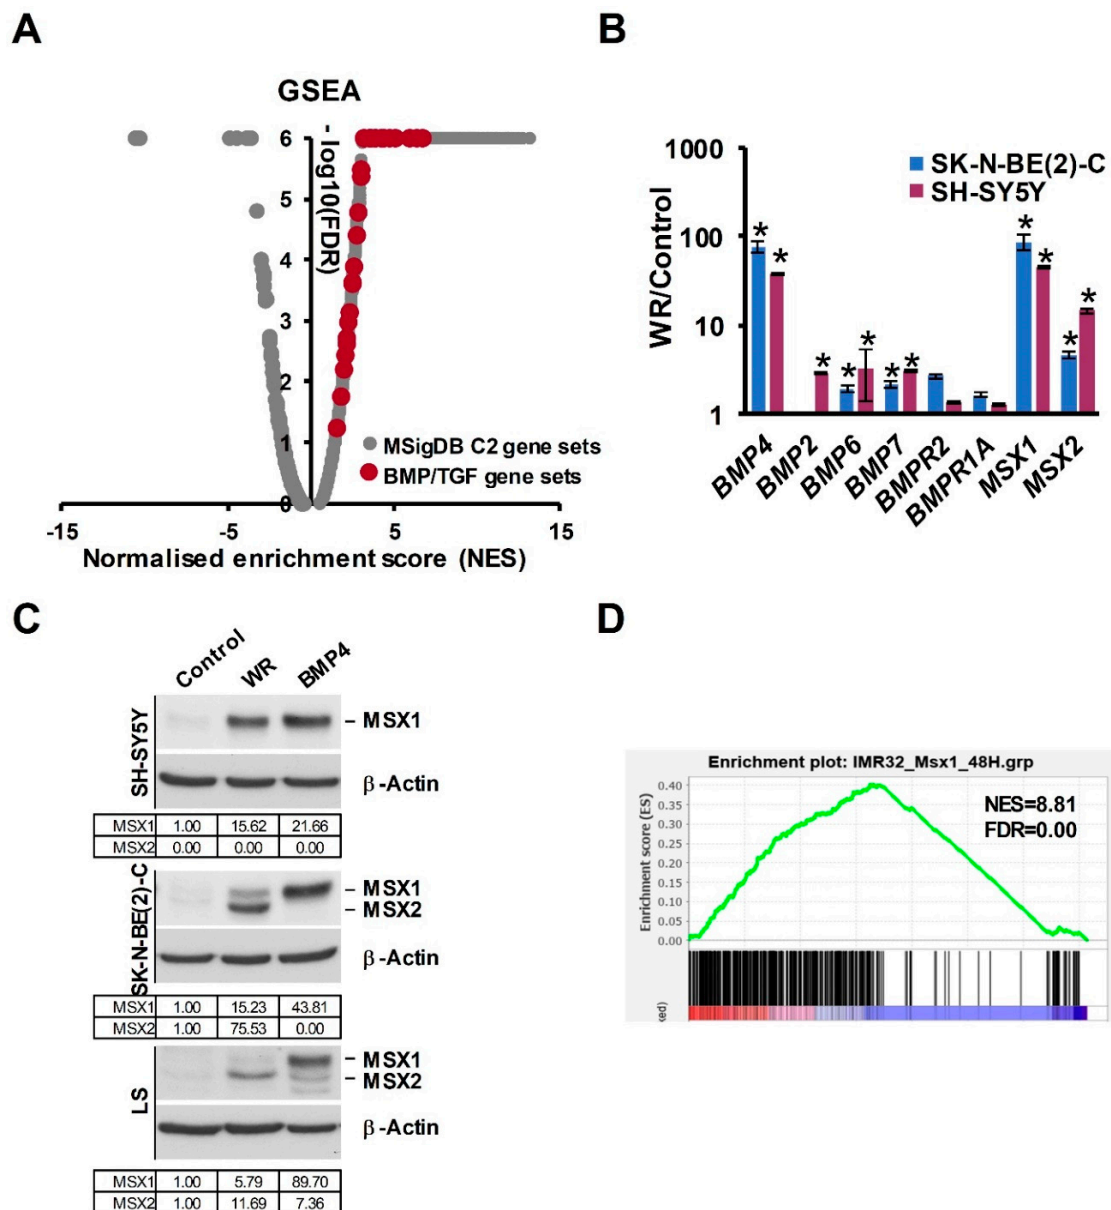 A
GSEA
- log10(FDR)
6
5
4
3
2
1
0
MSigDB C2 gene sets
BMP/TGF gene sets
-15
-5
5
15
Normalised enrichment score (NES)
B
WR/Control
1000
100
10
1
SK-N-BE(2)-C
SH-SY5Y
* * * * * * * * * * *
BMP4
BMP2
BMP6
BMP7
BMPR2
BMPR1A
MSX1
MSX2
C
Control
WR
BMP4
SH-SY5Y
– MSX1
β-Actin
MSX1 1.00 15.62 21.66
MSX2 0.00 0.00 0.00
SK-N-BE(2)-C
– MSX1
– MSX2
β-Actin
MSX1 1.00 15.23 43.81
MSX2 1.00 75.53 0.00
LS
– MSX1
– MSX2
β-Actin
MSX1 1.00 5.79 89.70
MSX2 1.00 11.69 7.36
D
Enrichment plot: IMR32_Msx1_48H.grp
Enrichment score (ES)
0.40
0.35
0.30
0.25
0.20
0.15
0.10
0.05
0.00
NES=8.81
FDR=0.00